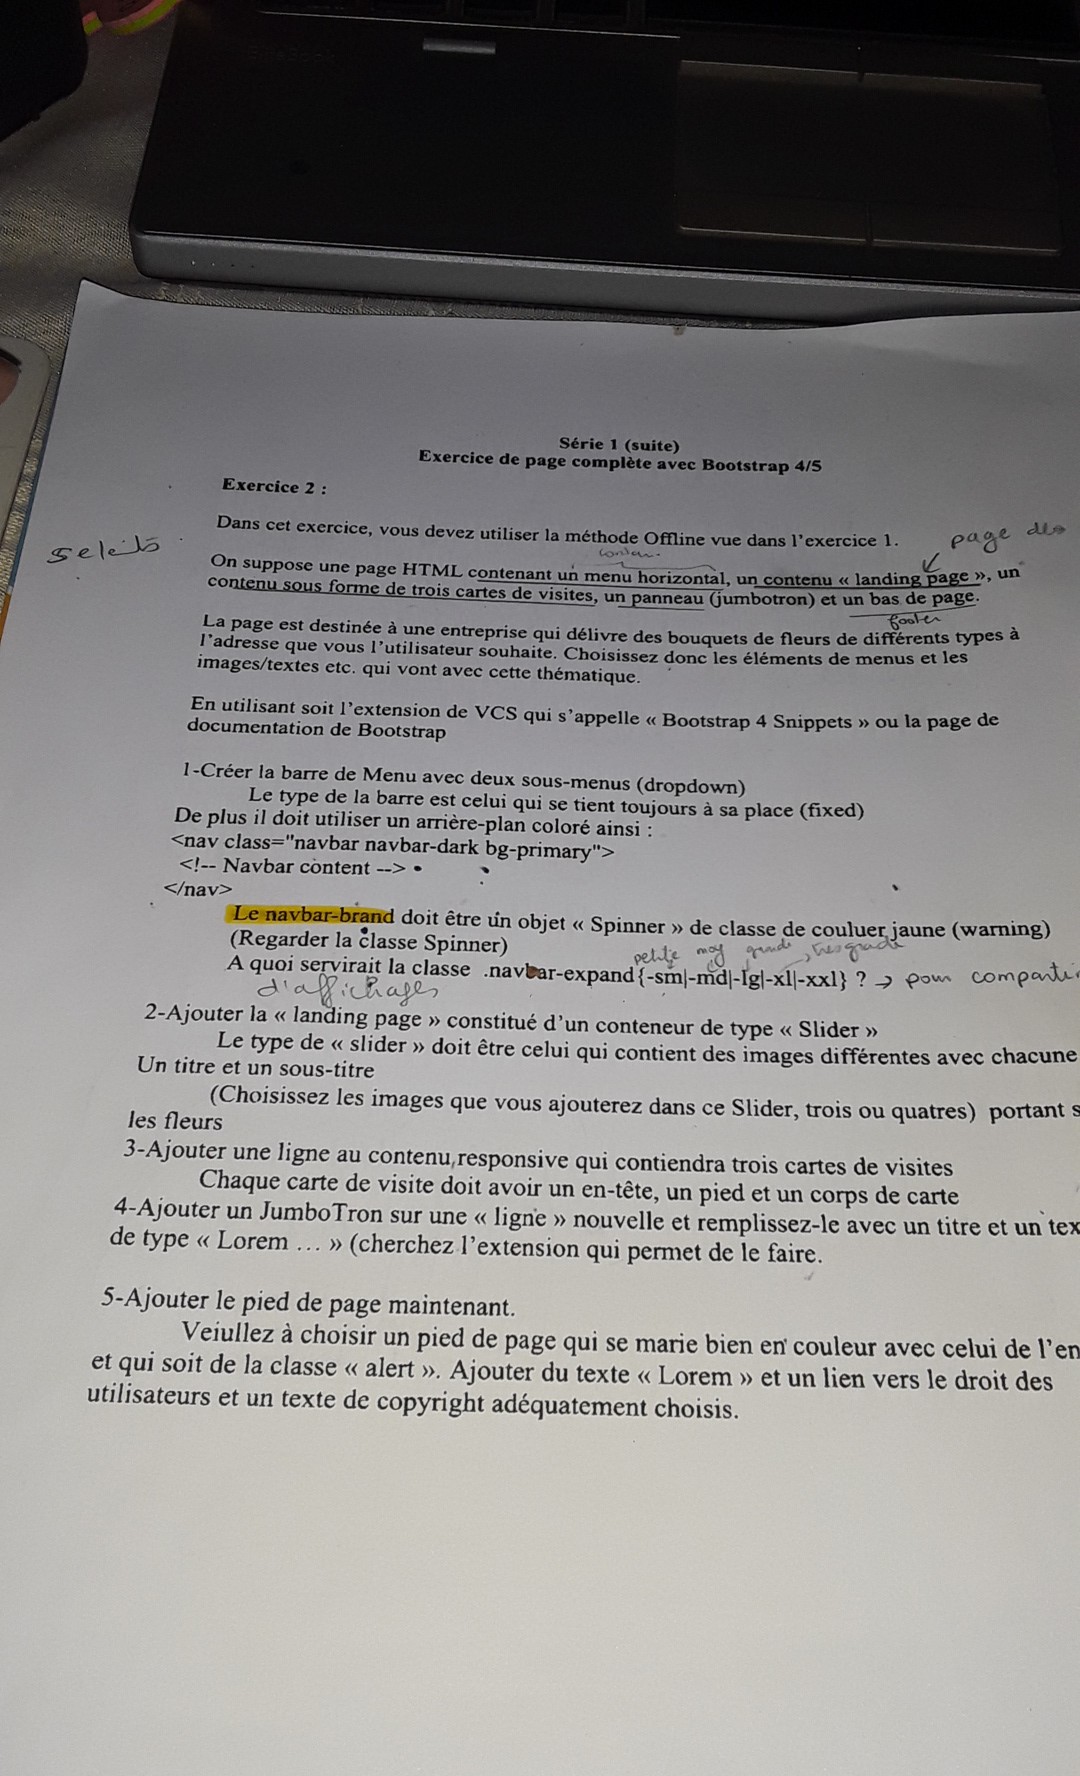 Série 1 (suite)
Exercice de page complète avec Bootstrap 4/5
Exercice 2 :
Dans cet exercice, vous devez utiliser la méthode Offline vue dans l'exercice 1.
page des
On suppose une page HTML contenant un menu horizontal, un contenu « landing page », un
contenu sous forme de trois cartes de visites, un panneau (jumbotron) et un bas de page.
footer
La page est destinée à une entreprise qui délivre des bouquets de fleurs de différents types à
l'adresse que vous l'utilisateur souhaite. Choisissez donc les éléments de menus et les
images/textes etc. qui vont avec cette thématique.
En utilisant soit l'extension de VCS qui s'appelle « Bootstrap 4 Snippets » ou la page de
documentation de Bootstrap
1-Créer la barre de Menu avec deux sous-menus (dropdown)
Le type de la barre est celui qui se tient toujours à sa place (fixed)
De plus il doit utiliser un arrière-plan coloré ainsi :
<nav class="navbar navbar-dark bg-primary">
<!-- Navbar content -->
</nav>
Le navbar-brand doit être un objet « Spinner » de classe de couluer jaune (warning)
(Regarder la classe Spinner)
petite moy grande très grade
A quoi servirait la classe .navbar-expand{-sm|-md|-lg|-xl|-xxl} ? → pour
d'affichages
2-Ajouter la « landing page » constitué d'un conteneur de type « Slider »
Le type de « slider » doit être celui qui contient des images différentes avec chacune
Un titre et un sous-titre
(Choisissez les images que vous ajouterez dans ce Slider, trois ou quatres) portant s
les fleurs
3-Ajouter une ligne au contenu responsive qui contiendra trois cartes de visites
Chaque carte de visite doit avoir un en-tête, un pied et un corps de carte
4-Ajouter un JumboTron sur une « ligne » nouvelle et remplissez-le avec un titre et un tex
de type « Lorem ... » (cherchez l'extension qui permet de le faire.
5-Ajouter le pied de page maintenant.
Veiullez à choisir un pied de page qui se marie bien en couleur avec celui de l'en
et qui soit de la classe « alert ». Ajouter du texte « Lorem » et un lien vers le droit des
utilisateurs et un texte de copyright adéquatement choisis.